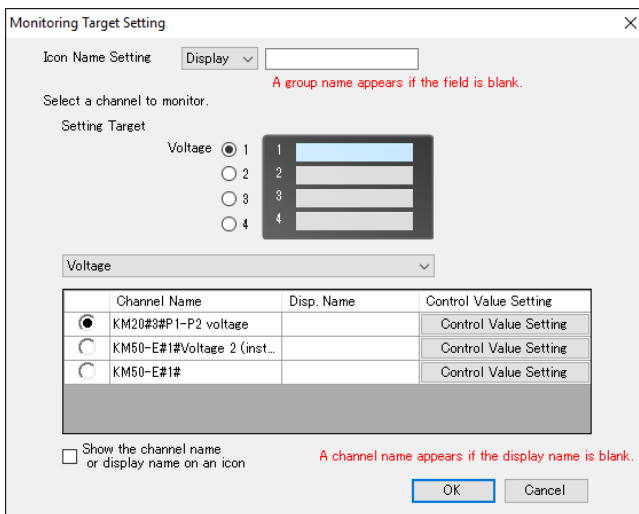 Monitoring Target Setting
Icon Name Setting Display
A group name appears if the field is blank.
Select a channel to monitor.
Setting Target
Voltage 1 1
2 2
3 3
4 4
Voltage
Channel Name Disp. Name Control Value Setting
KM20#3#P1-P2 voltage Control Value Setting
KM50-E#1#Voltage 2 (inst... Control Value Setting
KM50-E#1# Control Value Setting
Show the channel name
or display name on an icon
A channel name appears if the display name is blank.
OK Cancel